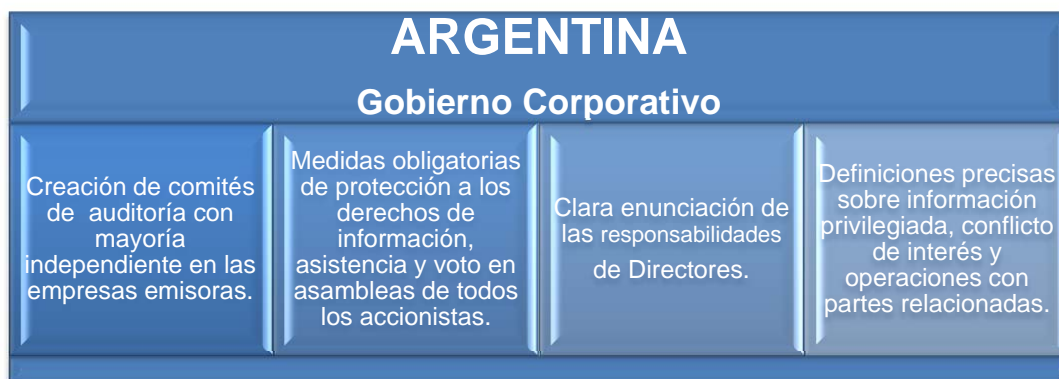 ARGENTINA
Gobierno Corporativo
Creación de comités
de auditoría con
mayoría
independiente en las
empresas emisoras.
Medidas obligatorias
de protección a los
derechos de
información,
asistencia y voto en
asambleas de todos
los accionistas.
Clara enunciación de
las responsabilidades
de Directores.
Definiciones precisas
sobre información
privilegiada, conflicto
de interés y
operaciones con
partes relacionadas.